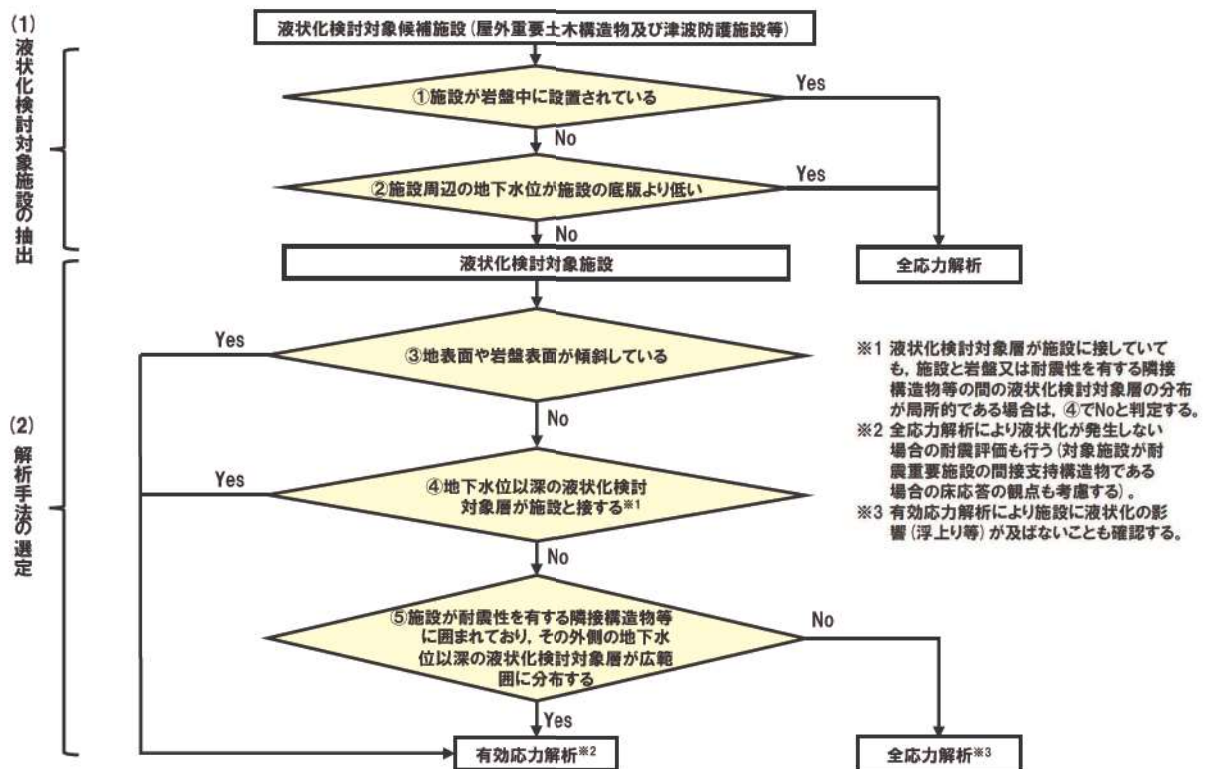 (1)
液状化検討対象施設の抽出
液状化検討対象候補施設(屋外重要土木構造物及び津波防護施設等)
①施設が岩盤中に設置されている
Yes
No
②施設周辺の地下水位が施設の底版より低い
Yes
No
液状化検討対象施設
全応力解析
(2)
解析手法の選定
③地表面や岩盤表面が傾斜している
Yes
No
④地下水位以深の液状化検討
対象層が施設と接する※1
Yes
No
⑤施設が耐震性を有する隣接構造物等
に囲まれており,その外側の地下水
位以深の液状化検討対象層が広範
囲に分布する
No
Yes
有効応力解析※2
全応力解析※3
※1 液状化検討対象層が施設に接していて
も,施設と岩盤又は耐震性を有する隣接
構造物等の間の液状化検討対象層の分布
が局所的である場合は,④でNoと判定する。
※2 全応力解析により液状化が発生しない
場合の耐震評価も行う(対象施設が耐
震重要施設の間接支持構造物である
場合の床応答の観点も考慮する)。
※3 有効応力解析により施設に液状化の影
響(浮上り等)が及ばないことも確認する。